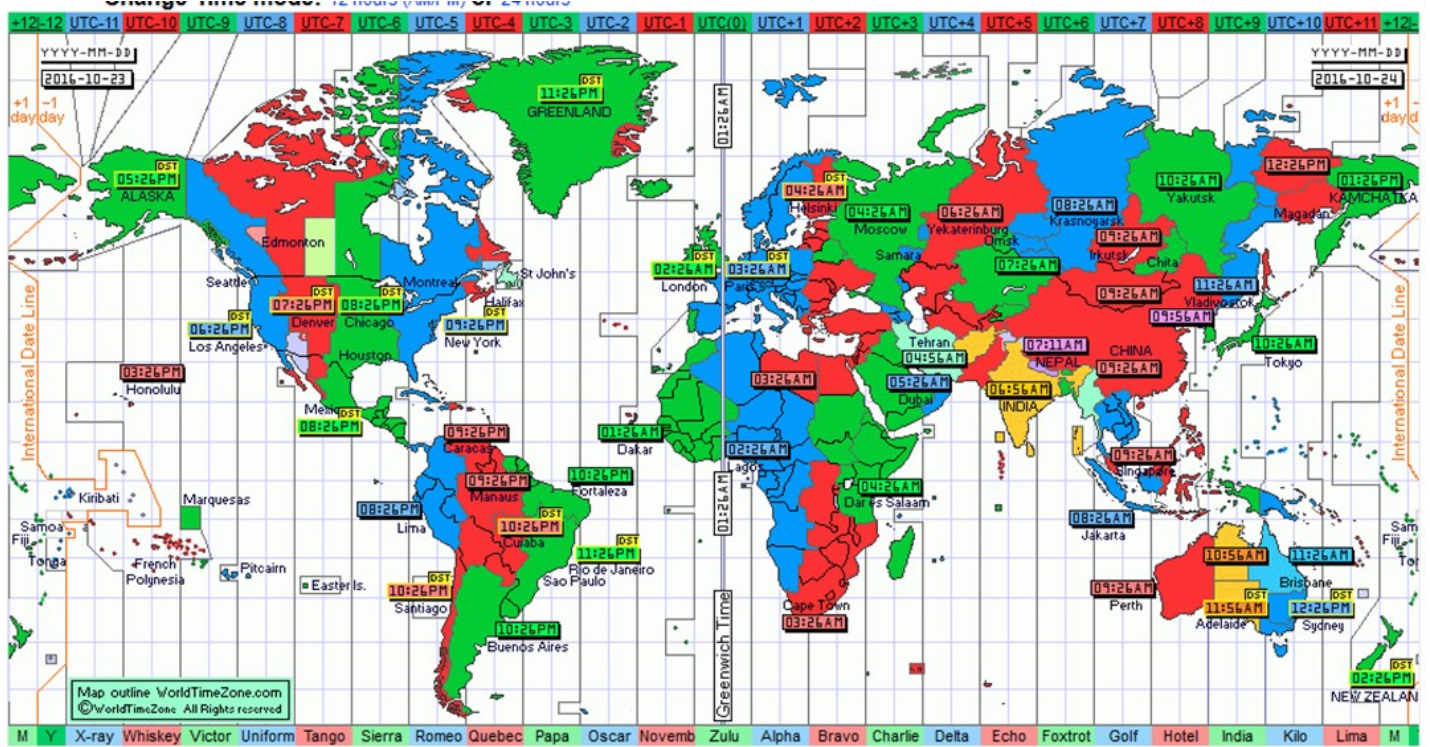 Change Time mode: 12 hours (AM/PM) or 24 hours
+12|-12 UTC-11 UTC-10 UTC-9 UTC-8 UTC-7 UTC-6 UTC-5 UTC-4 UTC-3 UTC-2 UTC-1 UTC(0) UTC+1 UTC+2 UTC+3 UTC+4 UTC+5 UTC+6 UTC+7 UTC+8 UTC+9 UTC+10 UTC+11 +12|-
YYYY-MM-DD
2016-10-23
YYYY-MM-DD
2016-10-24
+1 day
-1 day
+1 day
DST
11:26PM
GREENLAND
01:26AM
DST
05:26PM
ALASKA
DST
04:26AM
Helsinki
04:26AM
Moscow
06:26AM
Yekaterinburg
08:26AM
Krasnoyarsk
10:26AM
Yakutsk
12:26PM
Magadan
01:26PM
KAMCHATKA
Edmonton
St John's
Seattle
Montreal
Halifax
DST
02:26AM
London
DST
03:26AM
Paris
Samara
Omsk
07:26AM
09:26AM
Irkutsk
Chita
09:26AM
11:26AM
Vladivostok
DST
07:26PM
Denver
DST
08:26PM
Chicago
DST
09:26PM
New York
DST
06:26PM
Los Angeles
Houston
09:56AM
Tehran
04:56AM
07:11AM
NEPAL
CHINA
09:26AM
10:26AM
Tokyo
03:26PM
Honolulu
03:26AM
05:26AM
Dubai
06:56AM
INDIA
Mexico
DST
08:26PM
09:26PM
Caracas
01:26AM
Dakar
02:26AM
Lagos
09:26AM
Singapore
09:26PM
Manaus
10:26PM
Fortaleza
04:26AM
Dar es Salaam
Kiribati
Marquesas
08:26PM
Lima
DST
10:26PM
Cuiaba
08:26AM
Jakarta
Samoa
Fiji
Tonga
French
Polynesia
Pitcairn
Easter Is.
DST
11:26PM
Rio de Janeiro
Sao Paulo
DST
10:26PM
Santiago
10:26PM
Buenos Aires
Cape Town
03:26AM
09:26AM
Perth
10:56AM
11:26AM
Brisbane
DST
11:56AM
Adelaide
DST
12:26PM
Sydney
DST
02:26PM
NEW ZEALAN
Sam
Fiji
International Date Line
International Date Line
01:26AM
Greenwich Time
Map outline WorldTimeZone.com
©WorldTimeZone All Rights reserved
M Y X-ray Whiskey Victor Uniform Tango Sierra Romeo Quebec Papa Oscar Novemb Zulu Alpha Bravo Charlie Delta Echo Foxtrot Golf Hotel India Kilo Lima M